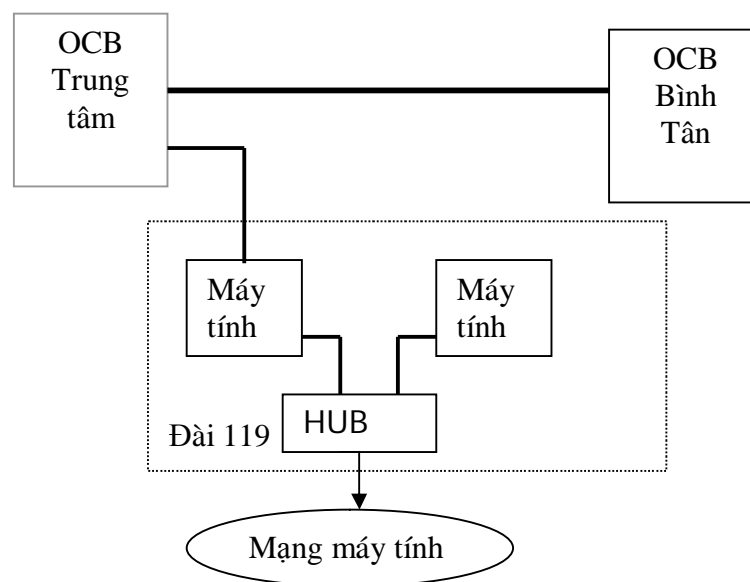 OCB
Trung
tâm
OCB
Bình
Tân
Máy
tính
Máy
tính
HUB
Đài 119
Mạng máy tính